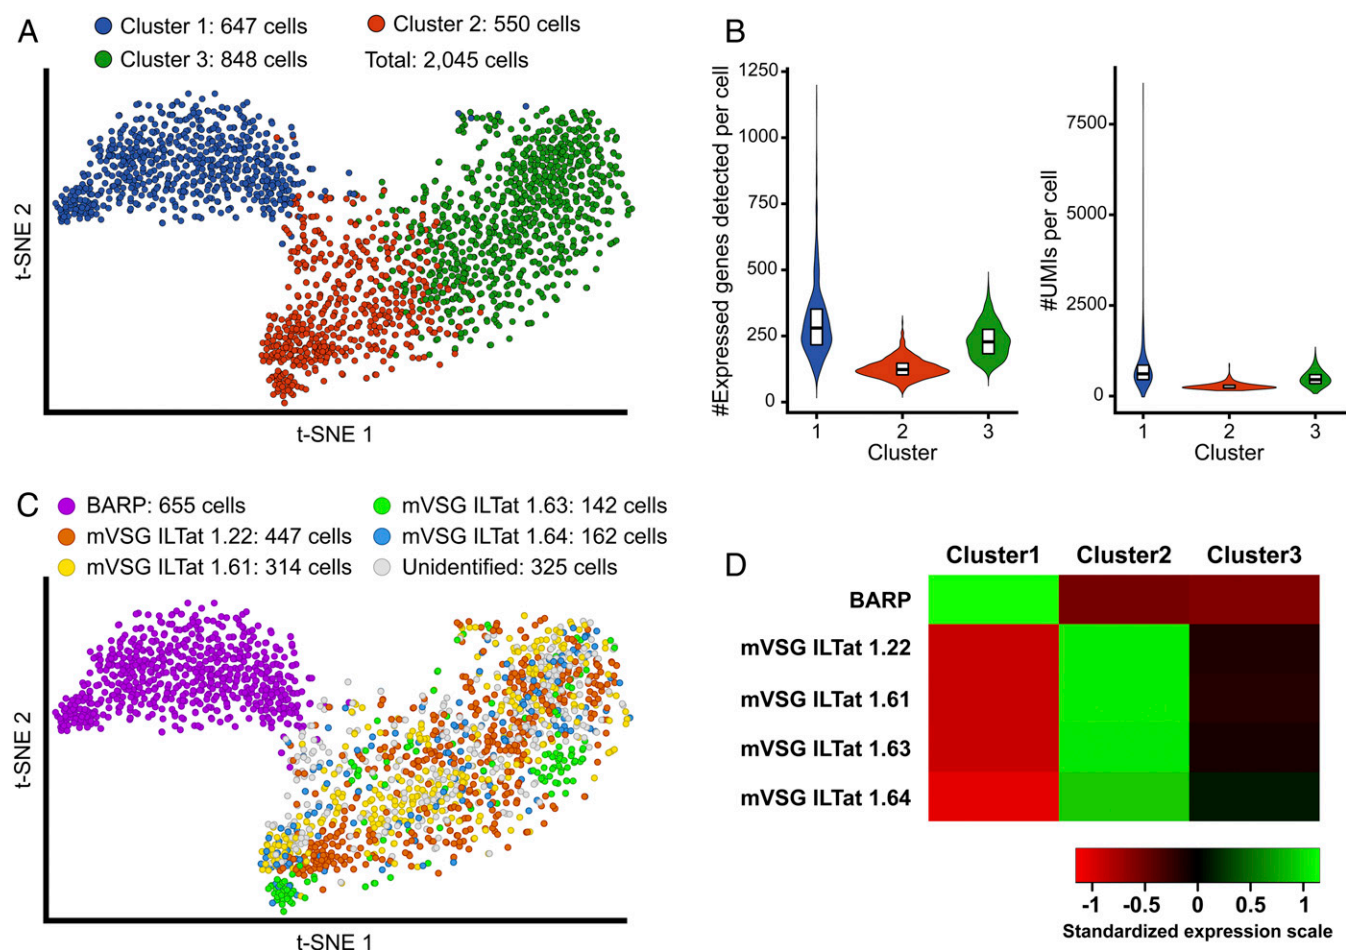 A
Cluster 1: 647 cells
Cluster 2: 550 cells
Cluster 3: 848 cells
Total: 2,045 cells
t-SNE 2
t-SNE 1
B
#Expressed genes detected per cell
1250
1000
750
500
250
0
1 2 3
Cluster
#UMIs per cell
7500
5000
2500
0
1 2 3
C
BARP: 655 cells
mVSG ILTat 1.63: 142 cells
mVSG ILTat 1.22: 447 cells
mVSG ILTat 1.64: 162 cells
mVSG ILTat 1.61: 314 cells
Unidentified: 325 cells
t-SNE 2
t-SNE 1
D
Cluster1 Cluster2 Cluster3
BARP
mVSG ILTat 1.22
mVSG ILTat 1.61
mVSG ILTat 1.63
mVSG ILTat 1.64
-1 -0.5 0 0.5 1
Standardized expression scale